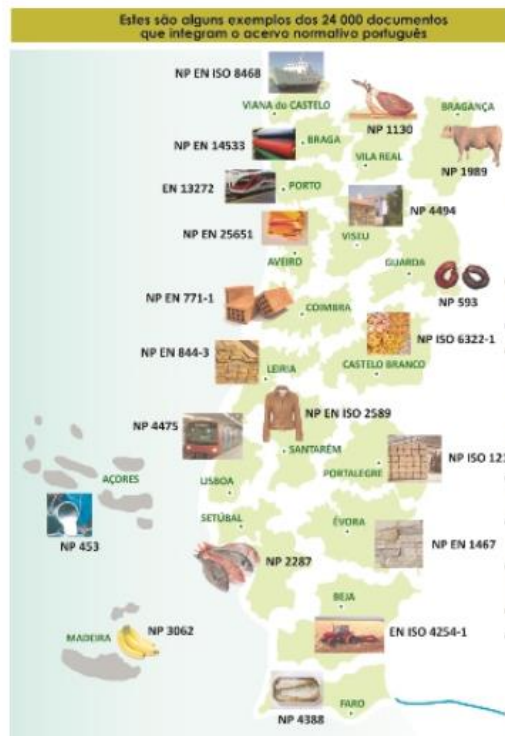 Estes são alguns exemplos dos 24 000 documentos
que integram o acervo normativo português
NP EN ISO 8468
VIANA do CASTELO
NP 1130
BRAGANÇA
NP EN 14533
BRAGA
VILA REAL
NP 1989
EN 13272
PORTO
NP 4494
NP EN 25651
VISEU
AVEIRO
GUARDA
NP EN 771-1
COIMBRA
NP 593
NP ISO 6322-1
NP EN 844-3
LEIRIA
CASTELO BRANCO
NP EN ISO 2589
NP 4475
SANTARÉM
PORTALEGRE
NP ISO 121
AÇORES
LISBOA
SETÚBAL
ÉVORA
NP 453
NP 2287
NP EN 1467
BEJA
MADEIRA
NP 3062
EN ISO 4254-1
FARO
NP 4388